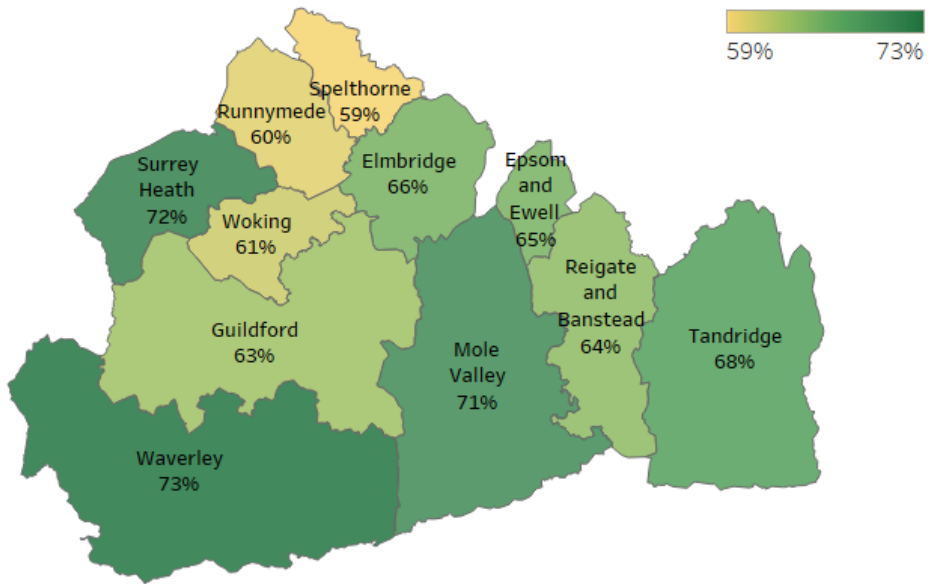 59% 73%
Spelthorne
59%
Runnymede
60%
Surrey
Heath
72%
Elmbridge
66%
Epsom
and
Ewell
65%
Woking
61%
Reigate
and
Banstead
64%
Guildford
63%
Mole
Valley
71%
Tandridge
68%
Waverley
73%